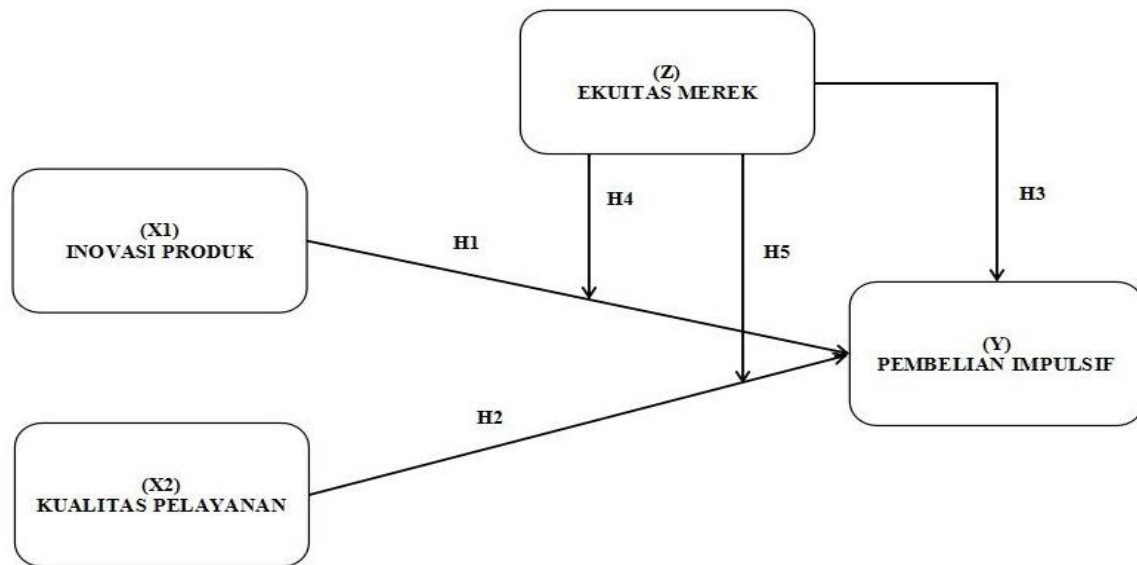 (Z)
EKUITAS MEREK
H4
H3
(X1)
INOVASI PRODUK
H1
H5
(Y)
PEMBELIAN IMPULSIF
H2
(X2)
KUALITAS PELAYANAN